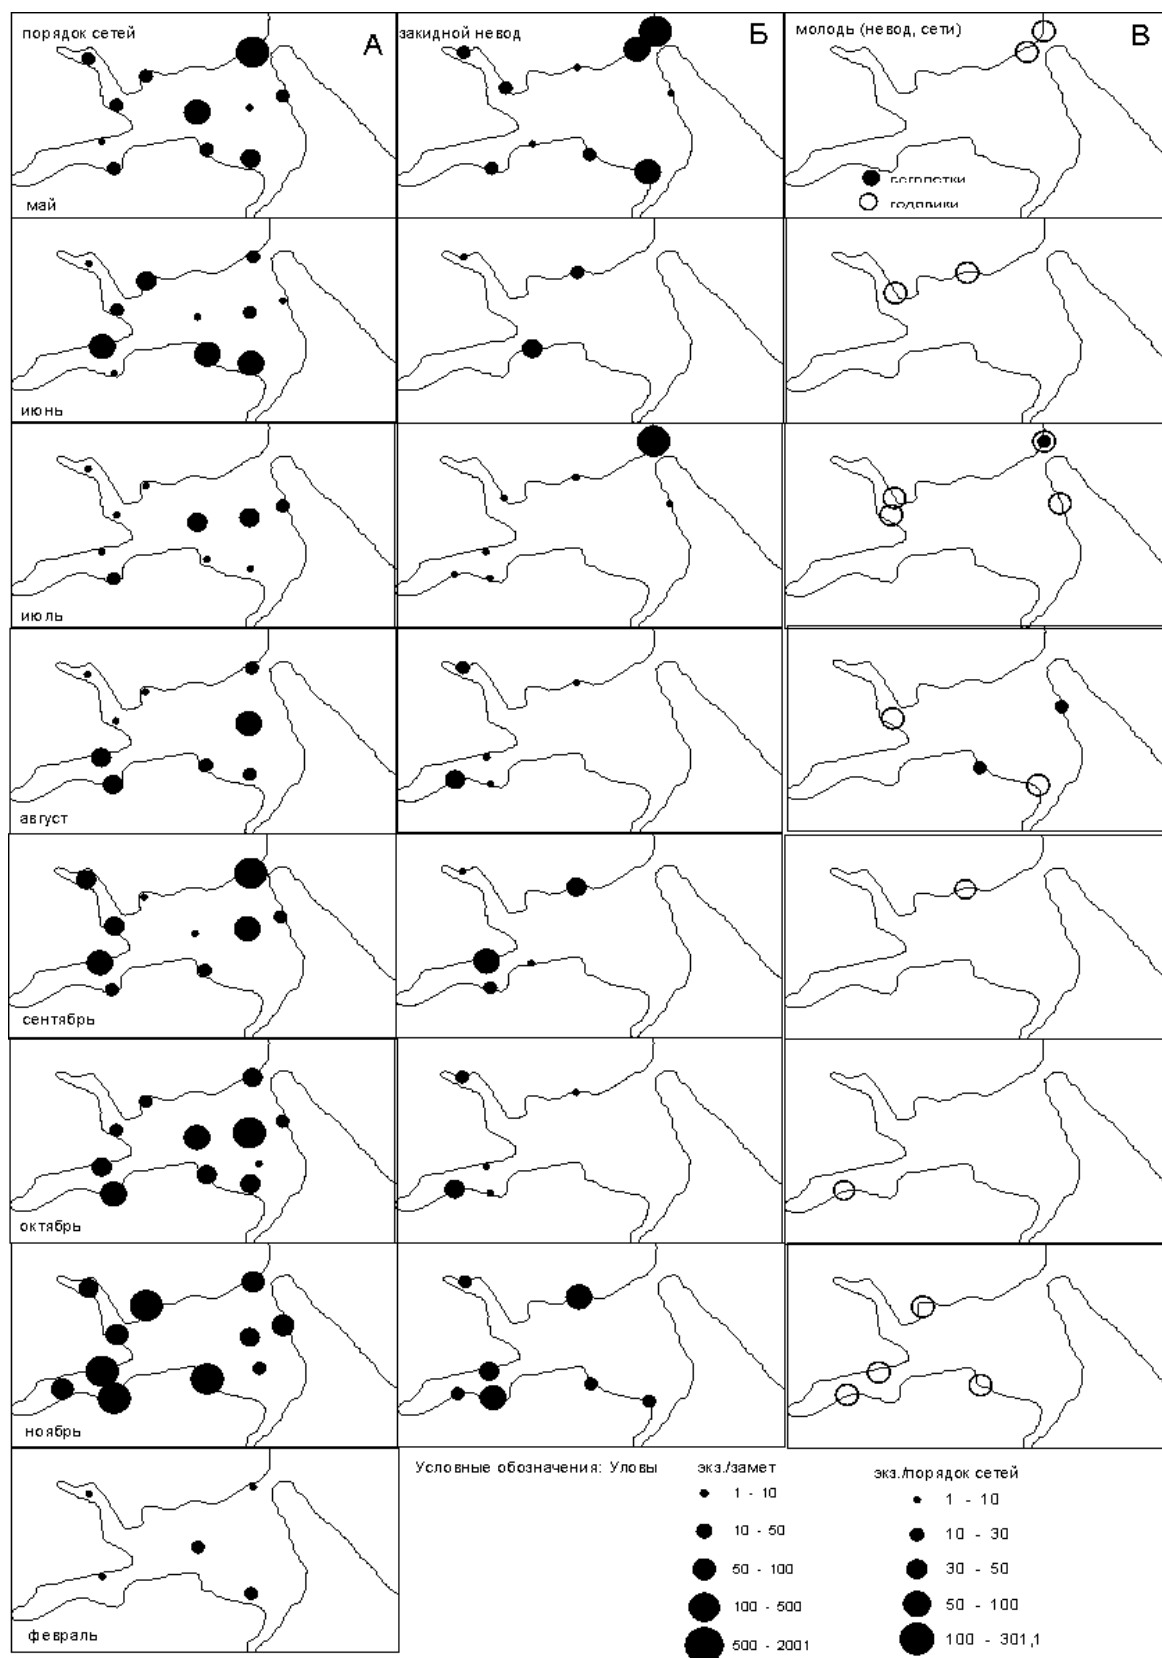 порядок сетей
А
закидной невод
Б
молодь (невод, сети)
В
май
годовики
июнь
июль
август
сентябрь
октябрь
ноябрь
февраль
Условные обозначения: Уловы
экз./замет
1 - 10
10 - 50
50 - 100
100 - 500
500 - 2001
экз./порядок сетей
1 - 10
10 - 30
30 - 50
50 - 100
100 - 301,1